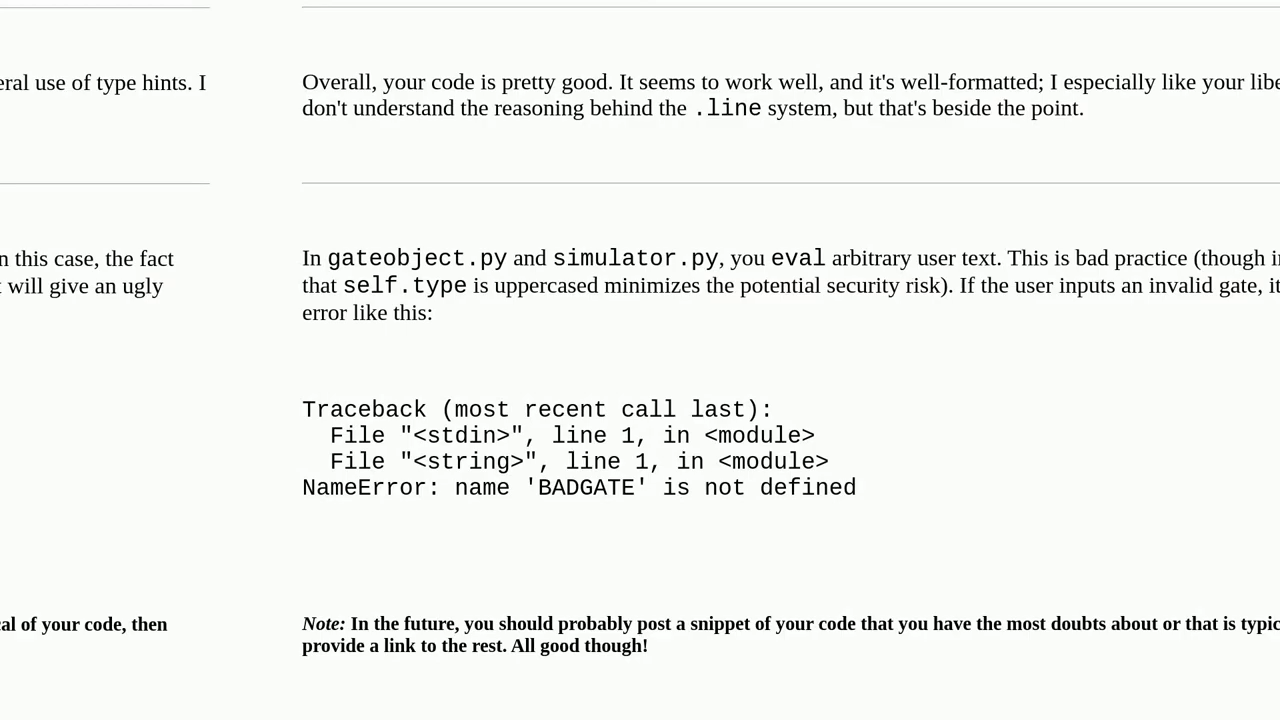 eral use of type hints. I
n this case, the fact
t will give an ugly
cal of your code, then
Overall, your code is pretty good. It seems to work well, and it's well-formatted; I especially like your libe
don't understand the reasoning behind the .line system, but that's beside the point.
In gateobject.py and simulator.py, you eval arbitrary user text. This is bad practice (though i
that self.type is uppercased minimizes the potential security risk). If the user inputs an invalid gate, it
error like this:
Traceback (most recent call last):
  File "<stdin>", line 1, in <module>
  File "<string>", line 1, in <module>
NameError: name 'BADGATE' is not defined
Note: In the future, you should probably post a snippet of your code that you have the most doubts about or that is typic
provide a link to the rest. All good though!